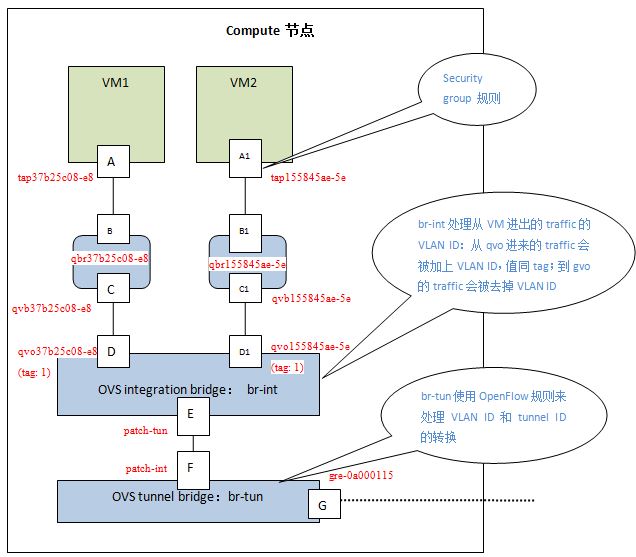 Compute 节点
VM1
VM2
Security
group 规则
A
A1
tap37b25c08-e8
tap155845ae-5e
B
B1
qbr37b25c08-e8
qbr155845ae-5e
br-int 处理从 VM 进出的 traffic 的
VLAN ID：从 qvo 进来的 traffic 会
被加上 VLAN ID，值同 tag；到 gvo
的 traffic 会被去掉 VLAN ID
C
C1
qvb37b25c08-e8
qvb155845ae-5e
qvo37b25c08-e8
(tag: 1)
D
D1
qvo155845ae-5e
(tag: 1)
OVS integration bridge： br-int
E
patch-tun
br-tun 使用 OpenFlow 规则来
处理 VLAN ID 和 tunnel ID
的转换
patch-int
F
gre-0a000115
OVS tunnel bridge：br-tun
G